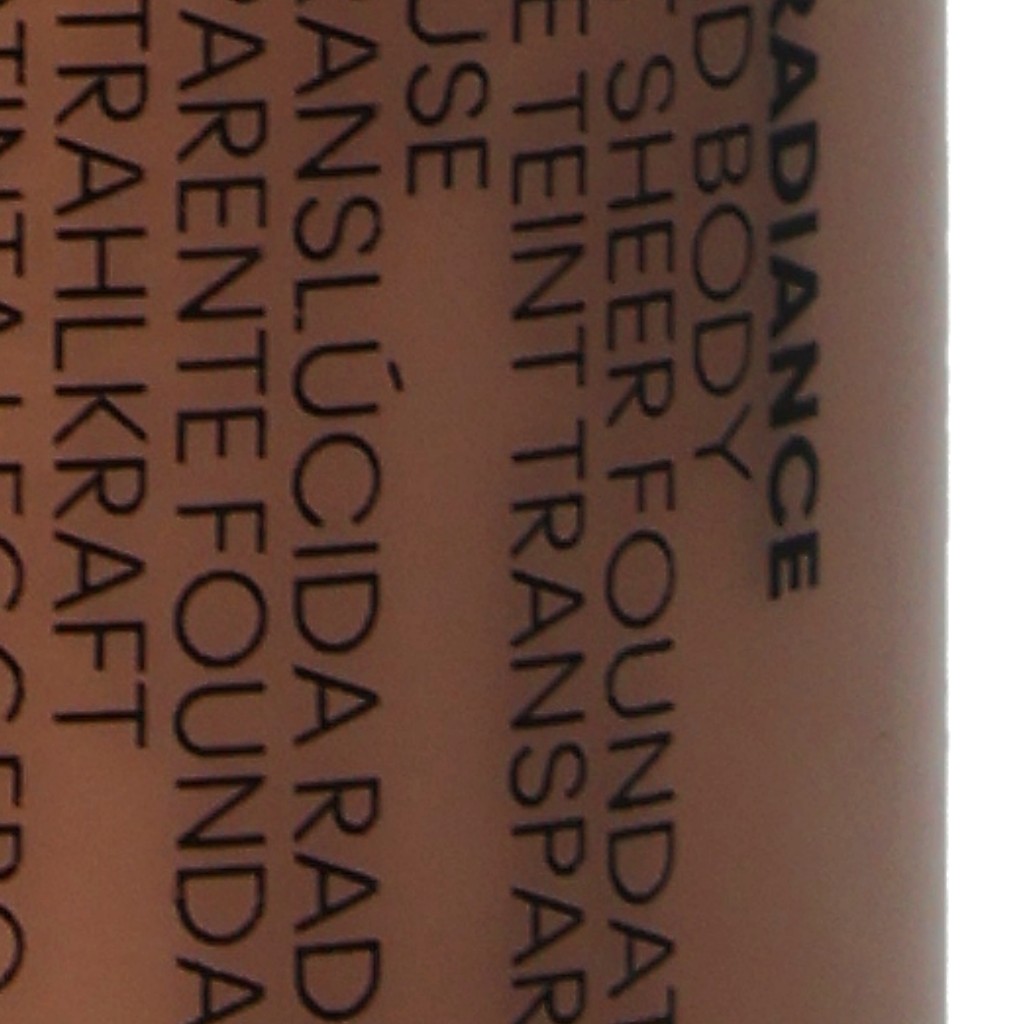 RADIANCE
D BODY
SHEER FOUNDAT
E TEINT TRANSPAR
USE
ANSLÚCIDA RAD
ARENTE FOUNDA
TRAHLKRAFT